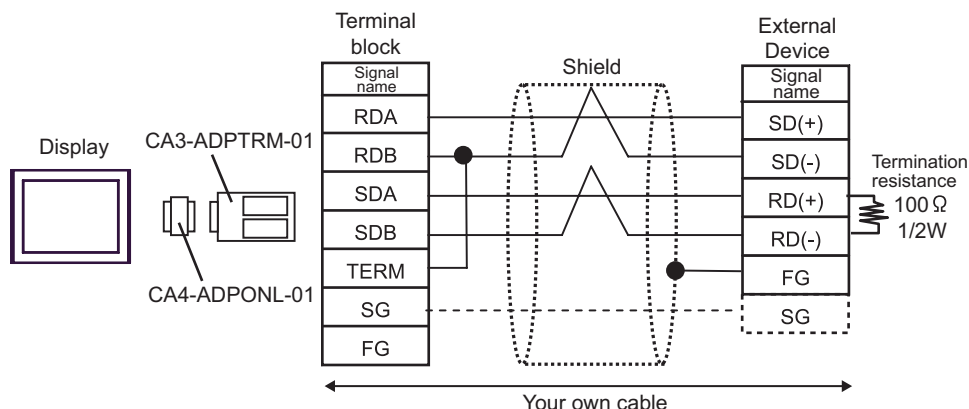 Display
CA3-ADPTRM-01
CA4-ADPONL-01
Terminal
block
Signal
name
RDA
RDB
SDA
SDB
TERM
SG
FG
Shield
External
Device
Signal
name
SD(+)
SD(-)
RD(+)
RD(-)
FG
SG
Termination
resistance
100 Ω
1/2W
Your own cable